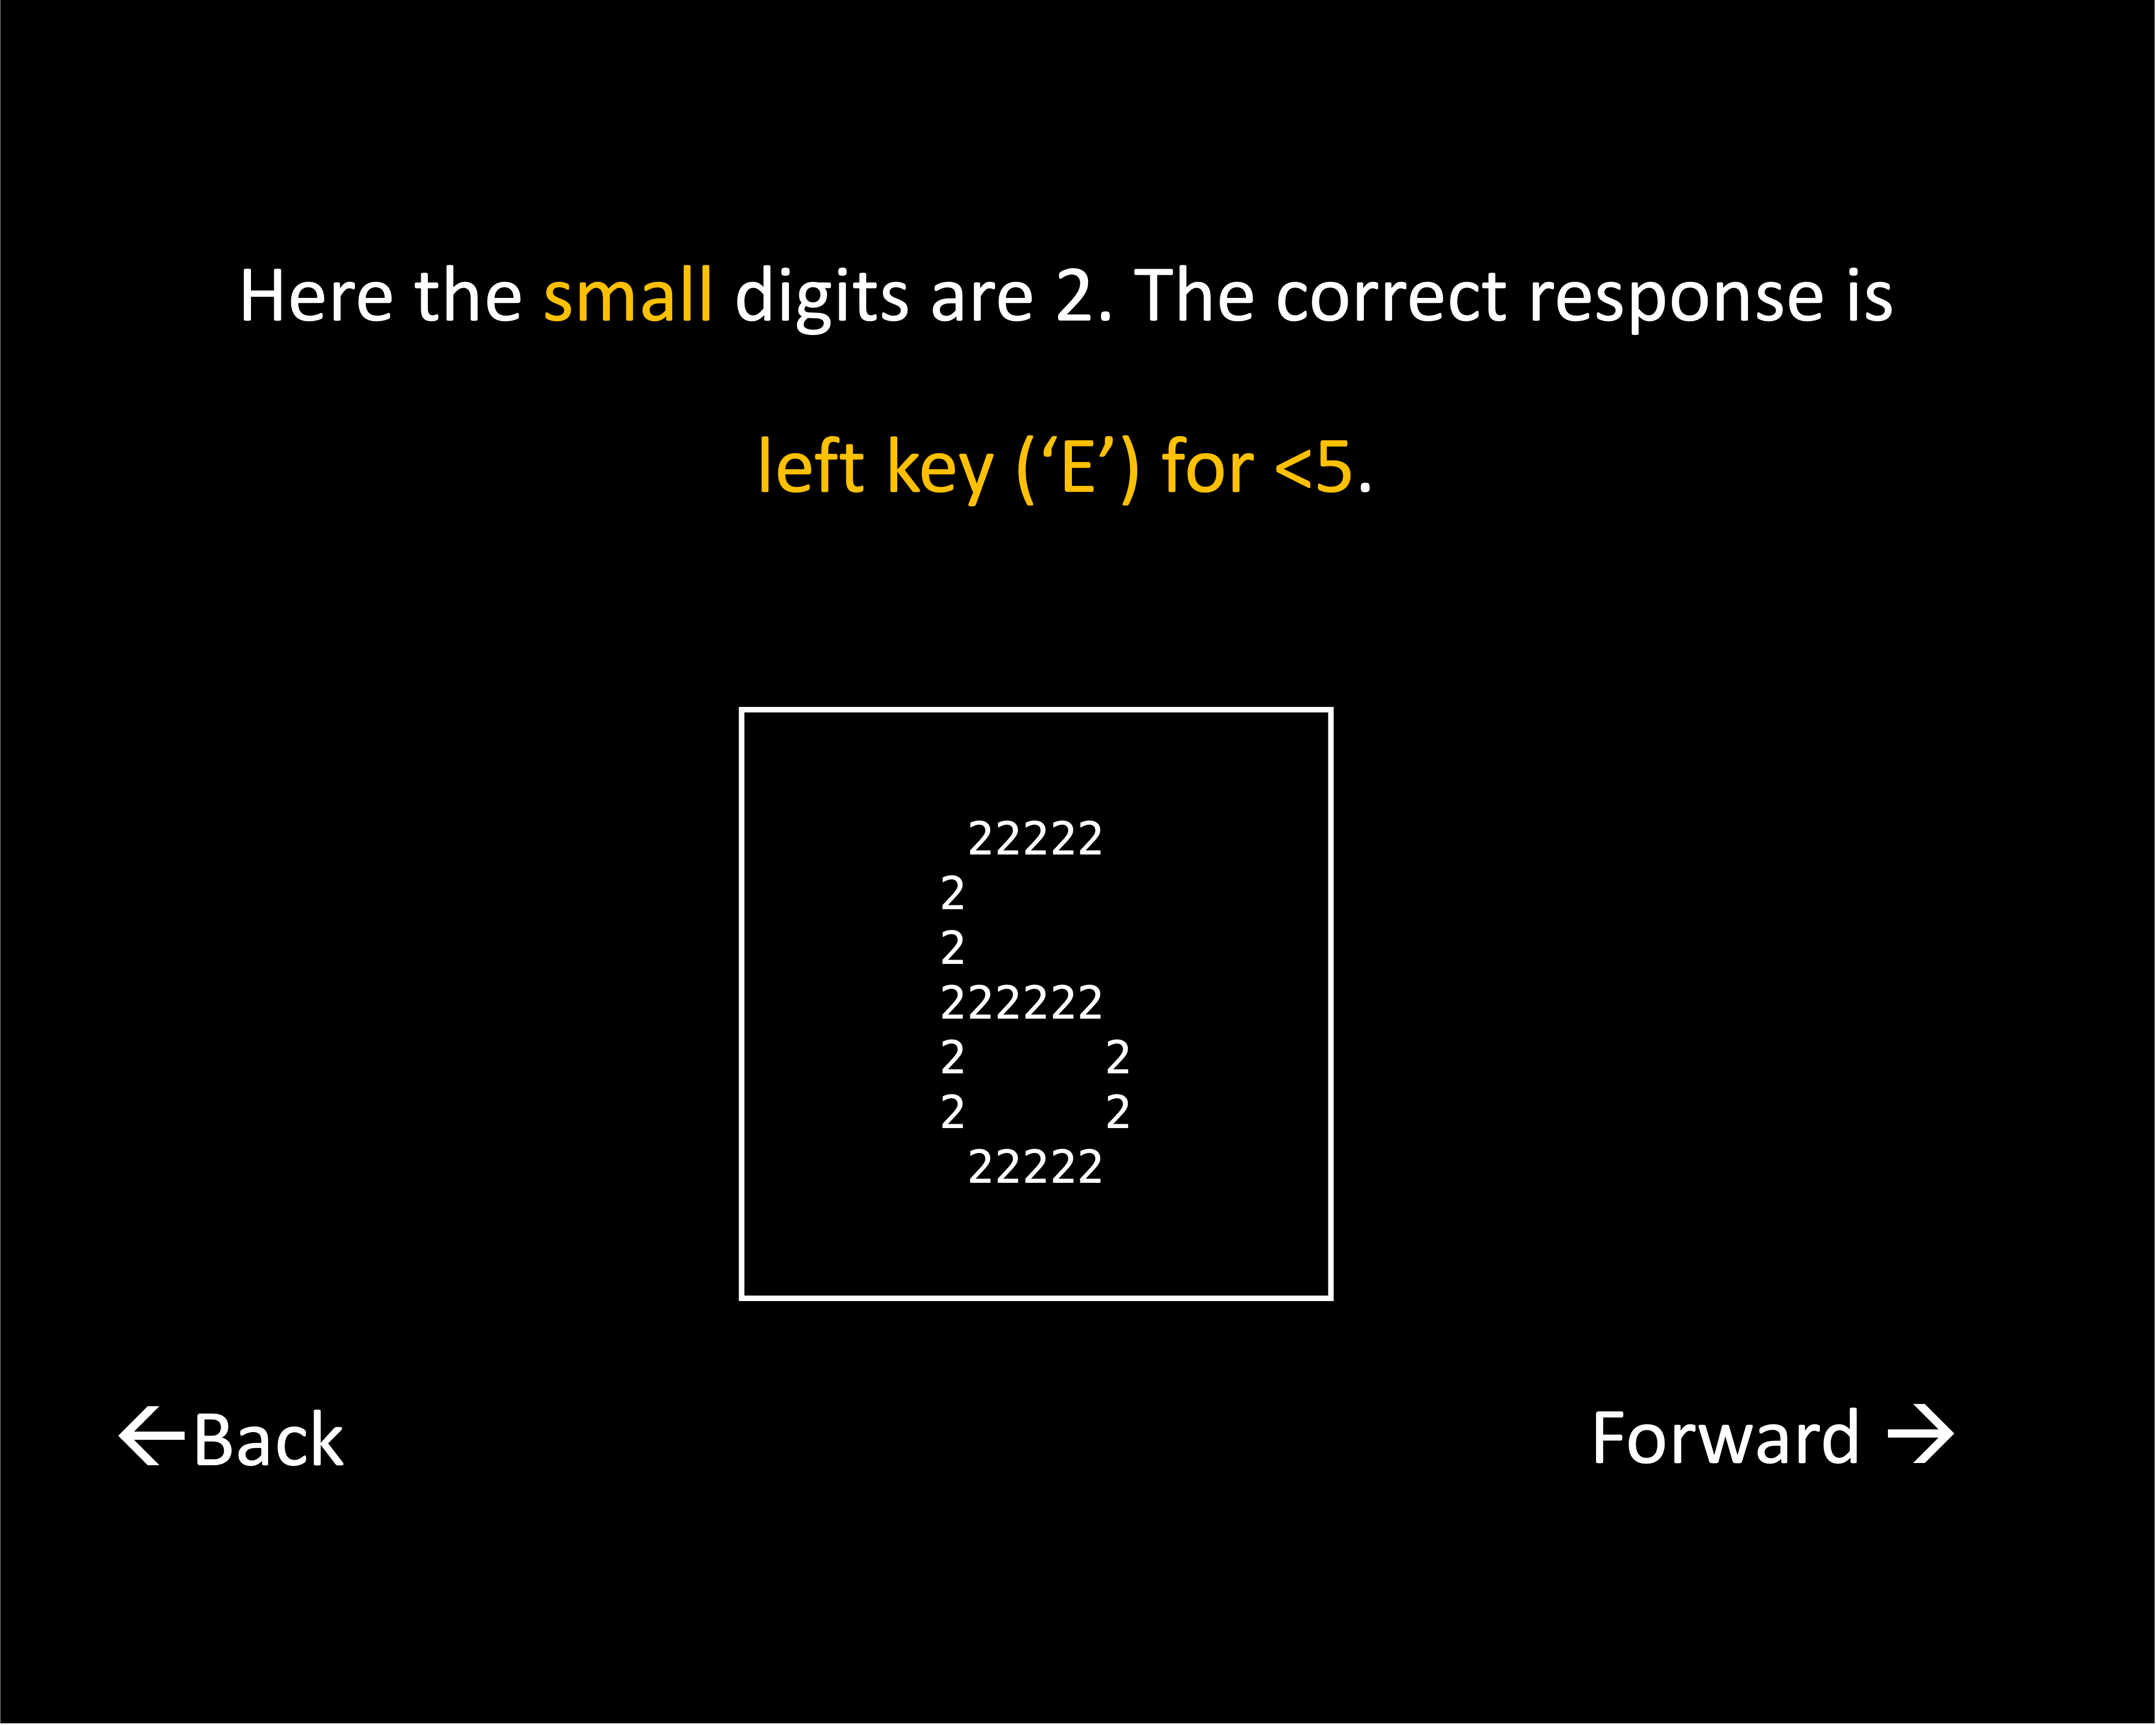 Here the small digits are 2. The correct response is
left key (‘E’) for <5.
22222
2
2
222222
2 2
2 2
22222
←Back
Forward →